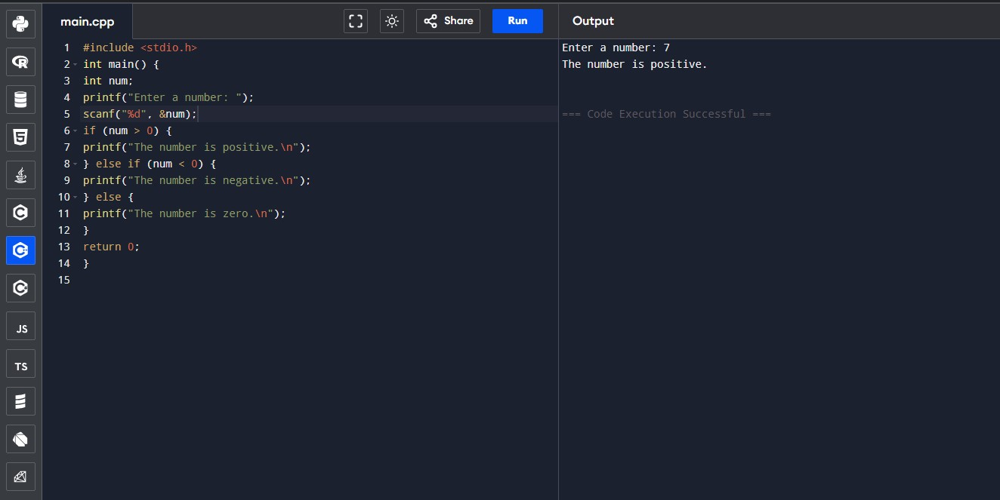 main.cpp
Share
Run
Output
1 #include <stdio.h>
2 int main() {
3 int num;
4 printf("Enter a number: ");
5 scanf("%d", &num);
6 if (num > 0) {
7 printf("The number is positive.\n");
8 } else if (num < 0) {
9 printf("The number is negative.\n");
10 } else {
11 printf("The number is zero.\n");
12 }
13 return 0;
14 }
15
Enter a number: 7
The number is positive.
=== Code Execution Successful ===
R
5
C
C
C
JS
TS